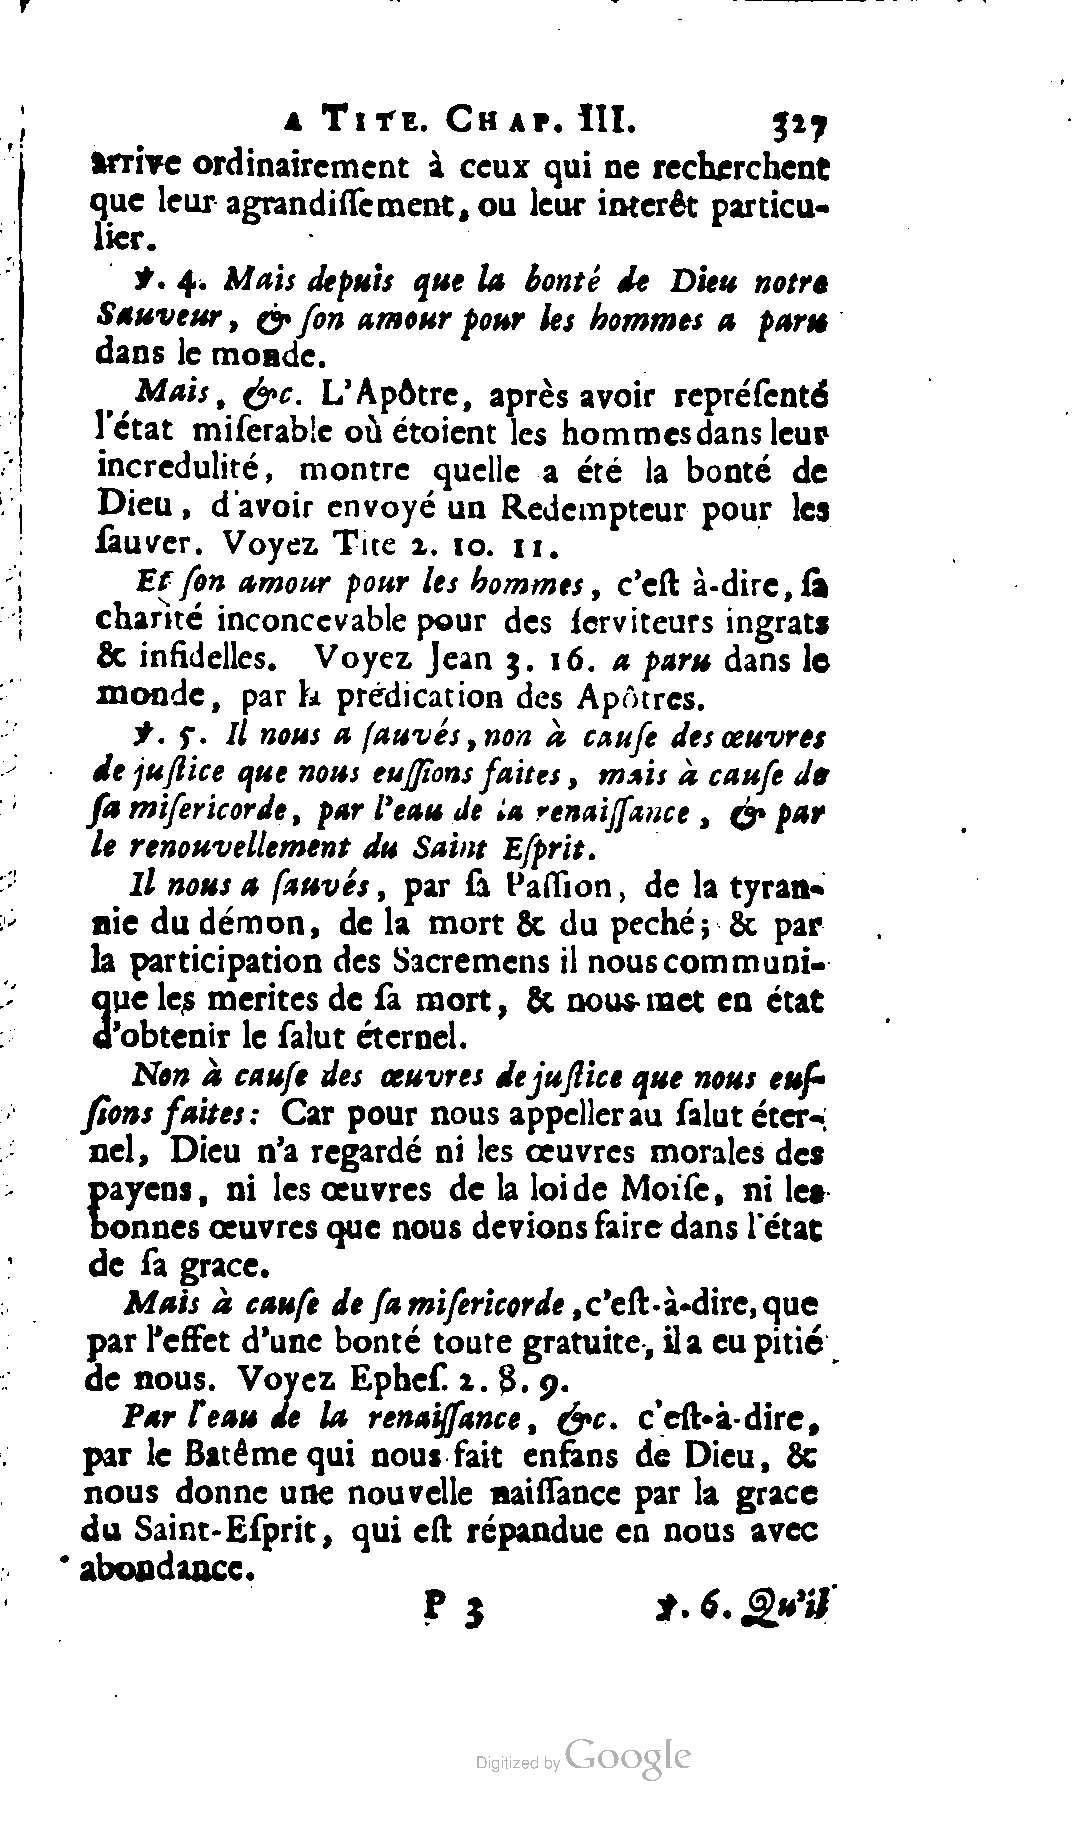 A TITE. CHAP. III. 327
arrive ordinairement à ceux qui ne recherchent
que leur agrandiſſement, ou leur interêt particu-
lier.
℣. 4. Mais depuis que la bonté de Dieu notre
Sauveur, & ſon amour pour les hommes a paru
dans le monde.
Mais, &c. L'Apôtre, après avoir repréſenté
l'état miſerable où étoient les hommes dans leur
incredulité, montre quelle a été la bonté de
Dieu, d'avoir envoyé un Redempteur pour les
ſauver. Voyez Tite 2. 10. 11.
Et ſon amour pour les hommes, c'eſt à-dire, ſa
charité inconcevable pour des ſerviteurs ingrats
& infidelles. Voyez Jean 3. 16. a paru dans le
monde, par la prédication des Apôtres.
℣. 5. Il nous a ſauvés, non à cauſe des œuvres
de juſtice que nous euſſions faites, mais à cauſe de
ſa miſericorde, par l'eau de la renaiſſance, & par
le renouvellement du Saint Eſprit.
Il nous a ſauvés, par ſa Paſſion, de la tyran-
nie du démon, de la mort & du peché; & par
la participation des Sacremens il nous communi-
que les merites de ſa mort, & nous met en état
d'obtenir le ſalut éternel.
Non à cauſe des œuvres de juſtice que nous euſ-
ſions faites: Car pour nous appeller au ſalut éter-
nel, Dieu n'a regardé ni les œuvres morales des
payens, ni les œuvres de la loi de Moiſe, ni les
bonnes œuvres que nous devions faire dans l'état
de ſa grace.
Mais à cauſe de ſa miſericorde, c'eſt-à-dire, que
par l'effet d'une bonté toute gratuite, il a eu pitié
de nous. Voyez Epheſ. 2. 8. 9.
Par l'eau de la renaiſſance, &c. c'eſt-à-dire,
par le Batême qui nous fait enfans de Dieu, &
nous donne une nouvelle naiſſance par la grace
du Saint-Eſprit, qui eſt répandue en nous avec
abondance.
P 3 ℣. 6. Qu'il
Digitized by Google